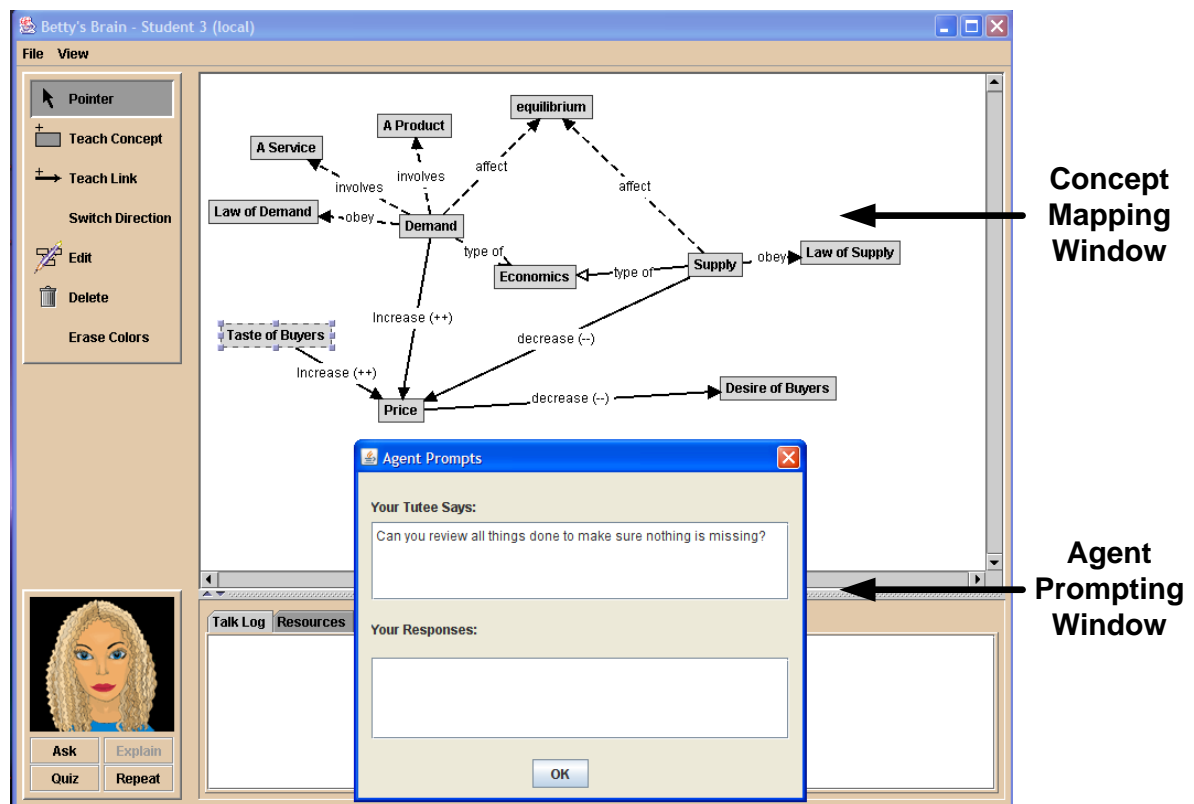 Betty's Brain - Student 3 (local)
File View
Pointer
Teach Concept
Teach Link
Switch Direction
Edit
Delete
Erase Colors
equilibrium
A Product
A Service
affect
involves
involves
affect
Law of Demand
obey
Demand
type of
Economics
type of
Supply
obey
Law of Supply
Increase (++)
Taste of Buyers
decrease (--)
Increase (++)
Price
decrease (--)
Desire of Buyers
Concept
Mapping
Window
Agent Prompts
Your Tutee Says:
Can you review all things done to make sure nothing is missing?
Your Responses:
OK
Agent
Prompting
Window
Talk Log Resources
Ask Explain
Quiz Repeat